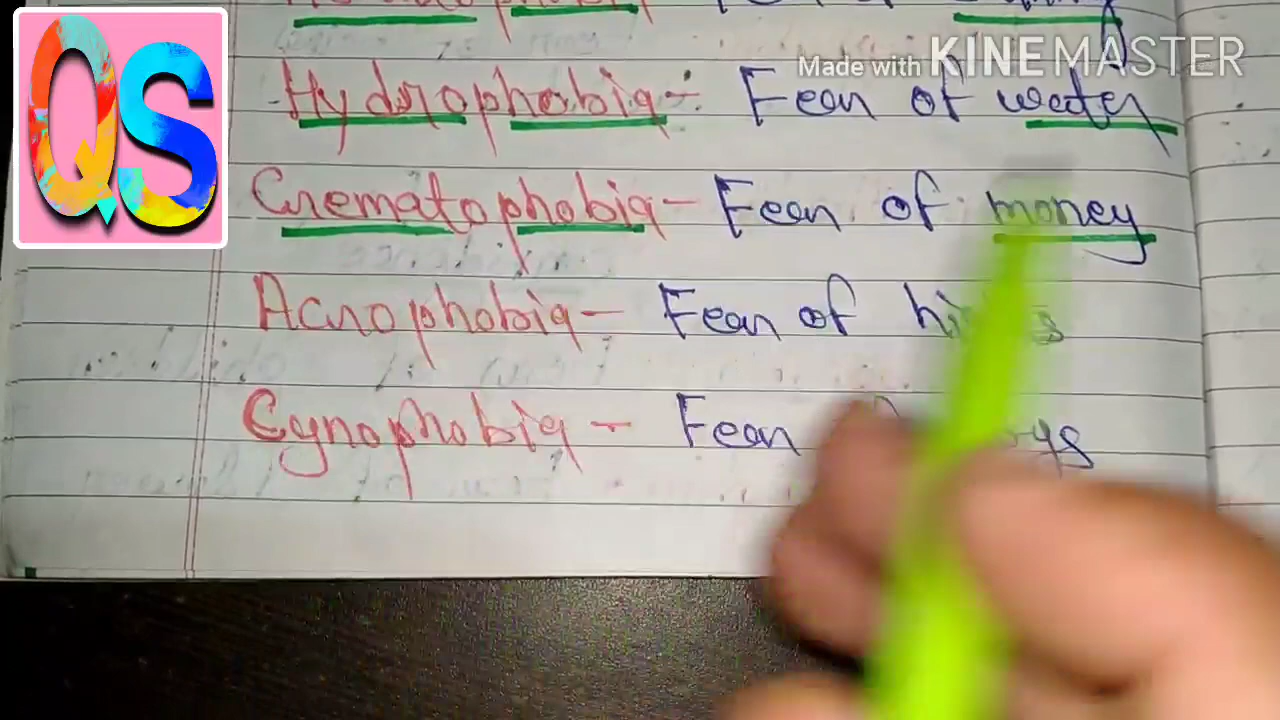 QS
Made with KINEMASTER
Hydrophobia:- Fear of water
Crematophobia- Fear of money
Acrophobia- Fear of
Cynophobia- Fear